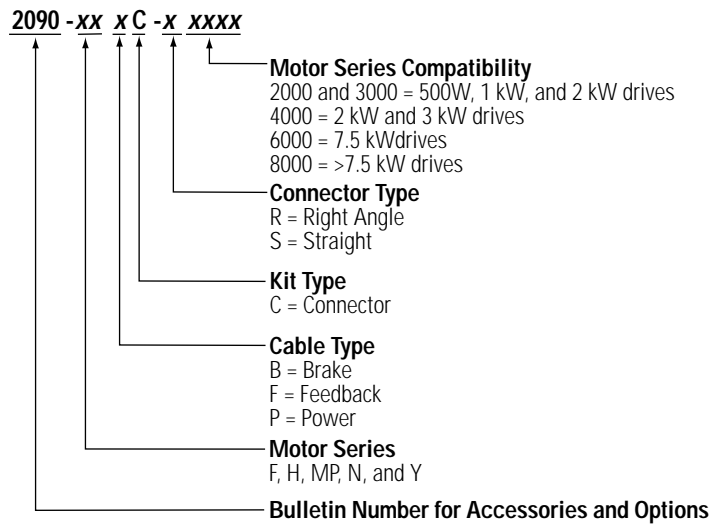 2090 -xx x C -x xxxx
Motor Series Compatibility
2000 and 3000 = 500W, 1 kW, and 2 kW drives
4000 = 2 kW and 3 kW drives
6000 = 7.5 kWdrives
8000 = >7.5 kW drives
Connector Type
R = Right Angle
S = Straight
Kit Type
C = Connector
Cable Type
B = Brake
F = Feedback
P = Power
Motor Series
F, H, MP, N, and Y
Bulletin Number for Accessories and Options